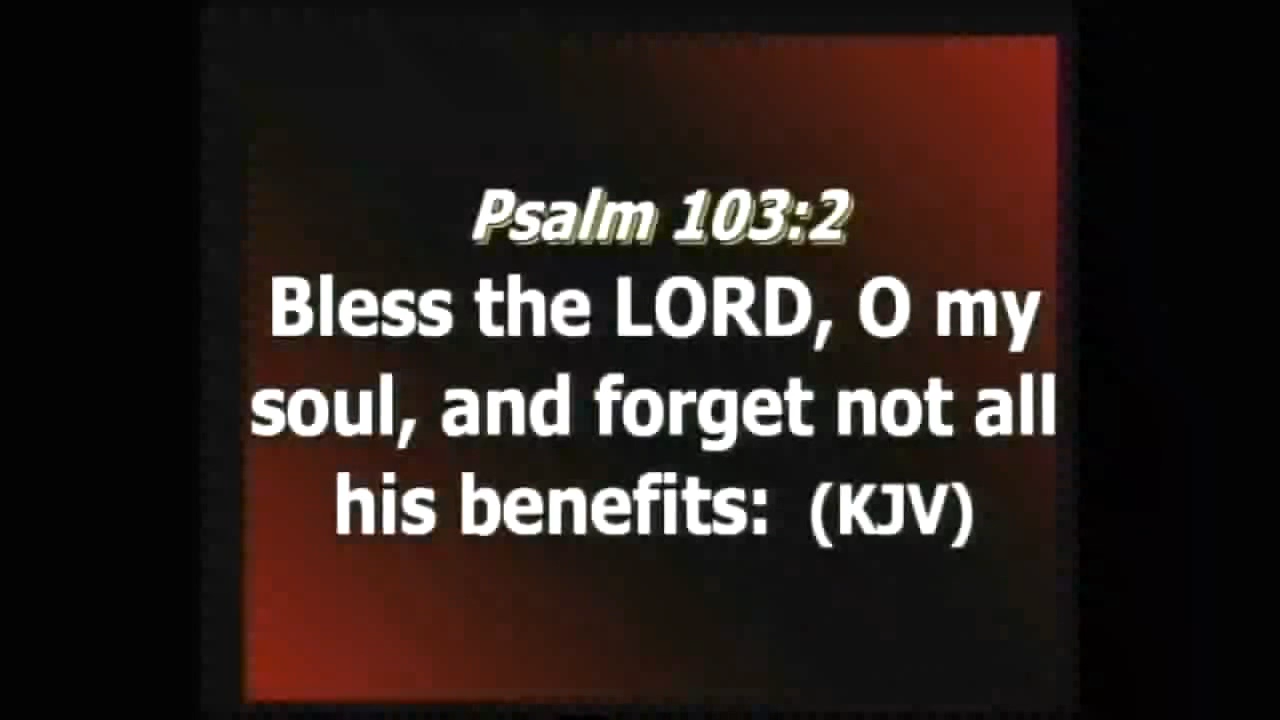 Psalm 103:2
Bless the LORD, O my
soul, and forget not all
his benefits: (KJV)